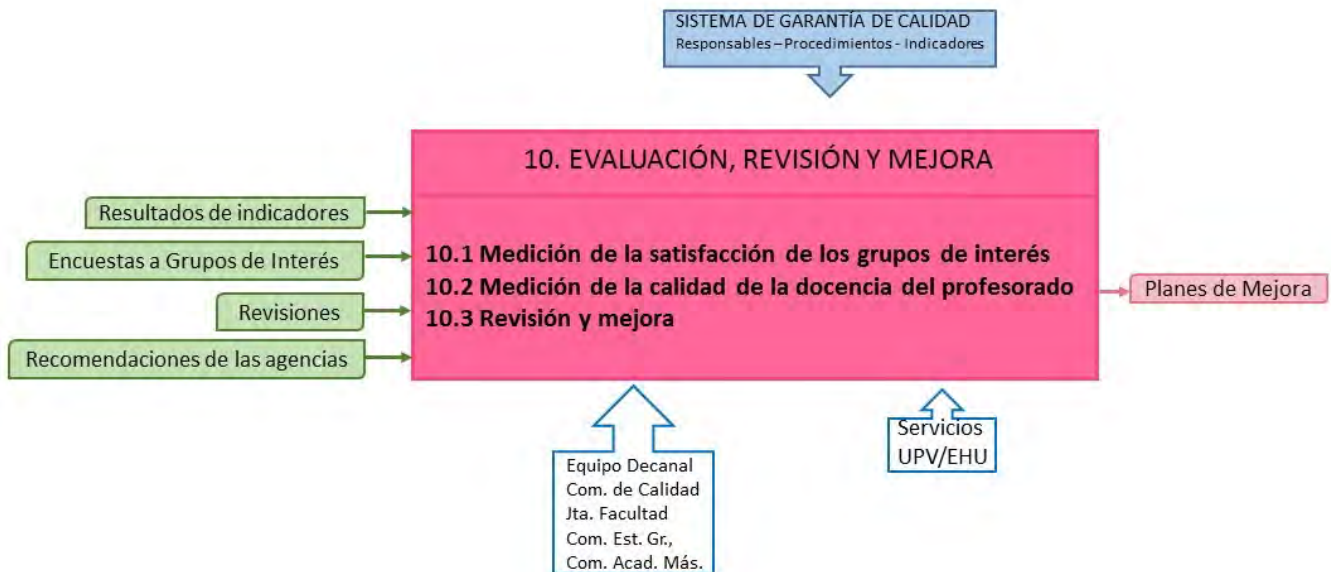 SISTEMA DE GARANTÍA DE CALIDAD
Responsables – Procedimientos - Indicadores
10. EVALUACIÓN, REVISIÓN Y MEJORA
Resultados de indicadores
Encuestas a Grupos de Interés
Revisiones
Recomendaciones de las agencias
10.1 Medición de la satisfacción de los grupos de interés
10.2 Medición de la calidad de la docencia del profesorado
10.3 Revisión y mejora
Planes de Mejora
Equipo Decanal
Com. de Calidad
Jta. Facultad
Com. Est. Gr.,
Com. Acad. Más.
Servicios
UPV/EHU